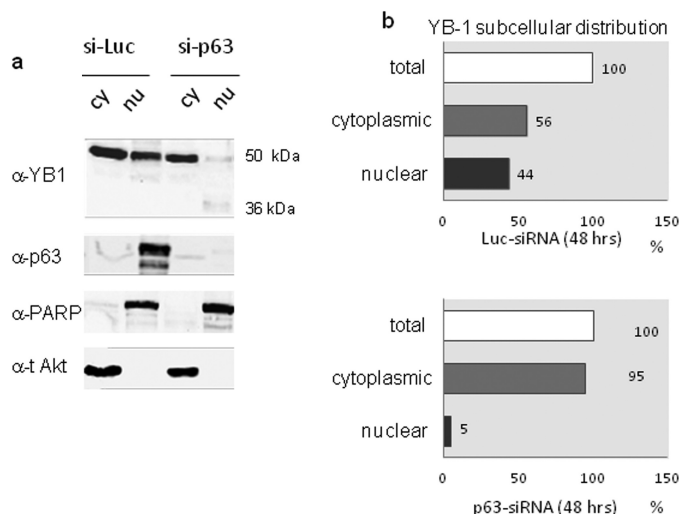 a
si-Luc si-p63
cy nu cy nu
α-YB1
50 kDa
36 kDa
α-p63
α-PARP
α-t Akt
b
YB-1 subcellular distribution
total 100
cytoplasmic 56
nuclear 44
0 50 100 150
Luc-siRNA (48 hrs) %
total 100
cytoplasmic 95
nuclear 5
0 50 100 150
p63-siRNA (48 hrs) %